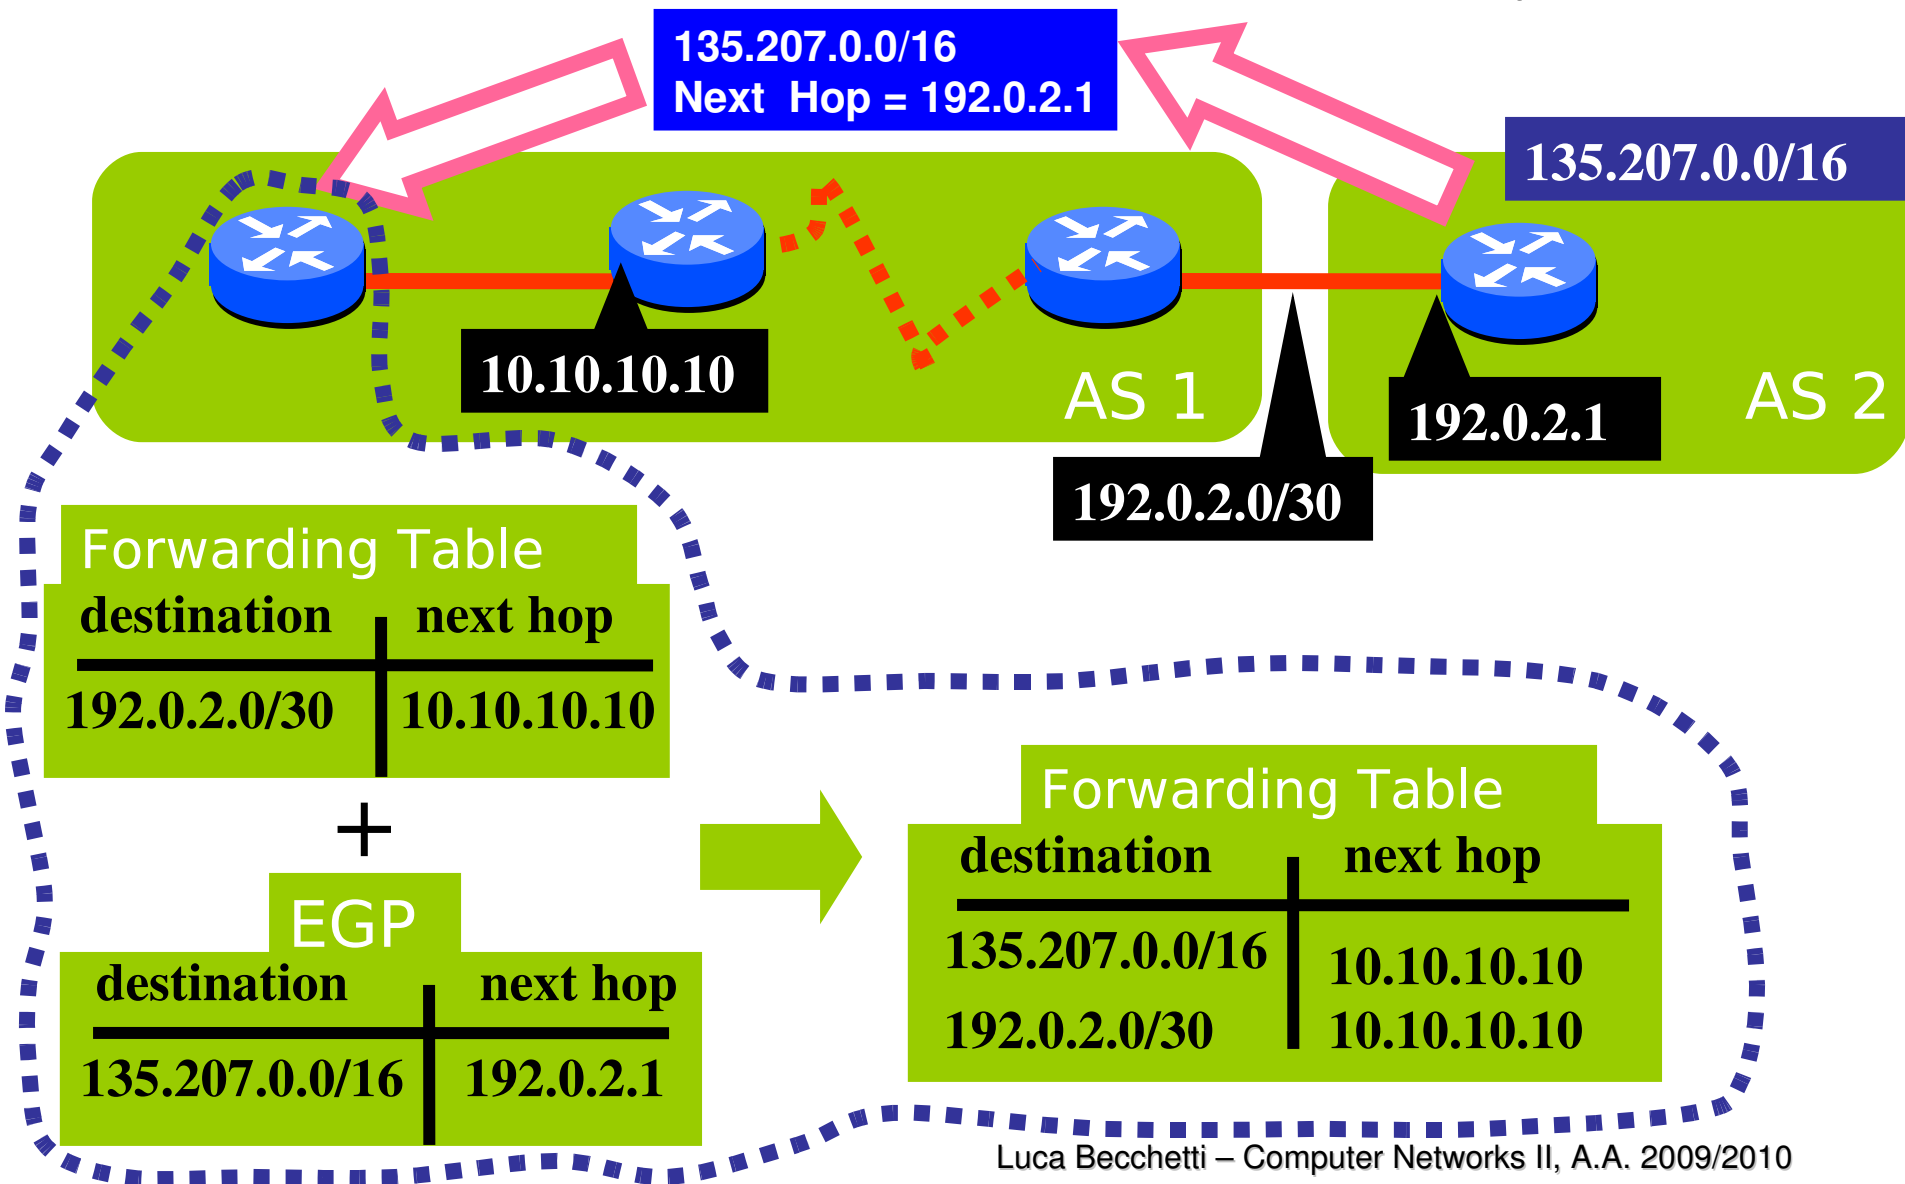 135.207.0.0/16
Next Hop = 192.0.2.1
135.207.0.0/16
10.10.10.10
AS 1
192.0.2.1
AS 2
192.0.2.0/30
Forwarding Table
destination next hop
192.0.2.0/30 10.10.10.10
+
EGP
destination next hop
135.207.0.0/16 192.0.2.1
Forwarding Table
destination next hop
135.207.0.0/16 10.10.10.10
192.0.2.0/30 10.10.10.10
Luca Becchetti – Computer Networks II, A.A. 2009/2010